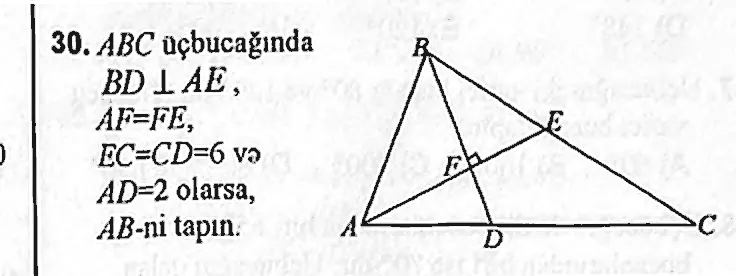 30. ABC üçbucağında
BD ⊥ AE,
AF=FE,
EC=CD=6 və
AD=2 olarsa,
AB-ni tapın.
B
E
F
A
D
C